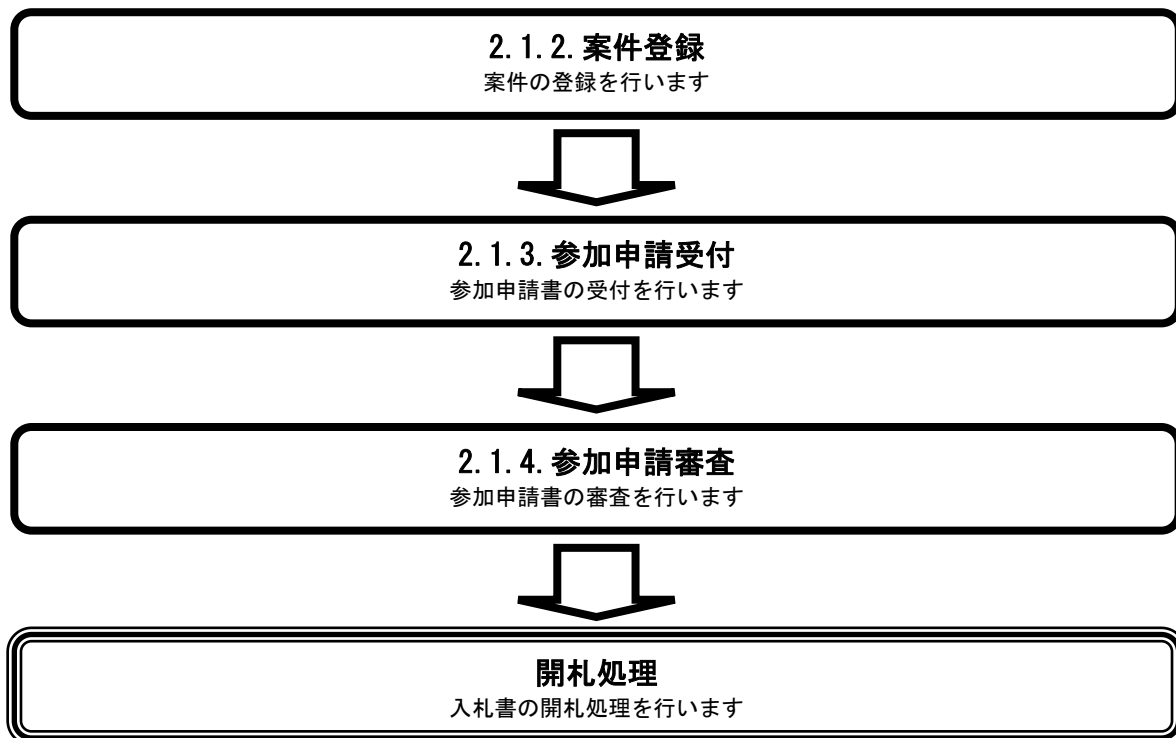 2.1.2.案件登録
案件の登録を行います
2.1.3.参加申請受付
参加申請書の受付を行います
2.1.4.参加申請審査
参加申請書の審査を行います
開札処理
入札書の開札処理を行います